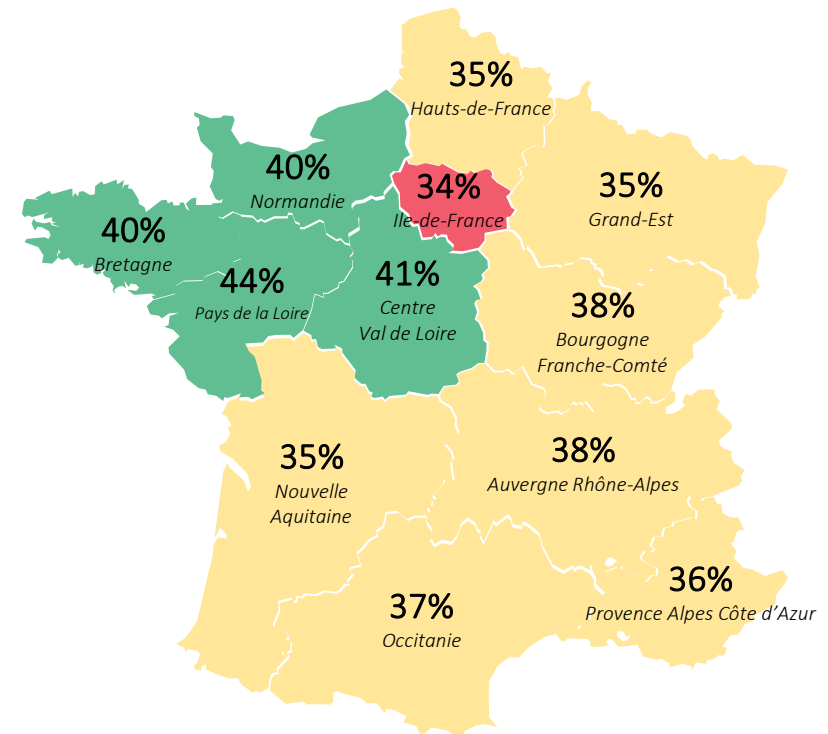 35%
Hauts-de-France
40%
Normandie
34%
Ile-de-France
35%
Grand-Est
40%
Bretagne
44%
Pays de la Loire
41%
Centre
Val de Loire
38%
Bourgogne
Franche-Comté
35%
Nouvelle
Aquitaine
38%
Auvergne Rhône-Alpes
37%
Occitanie
36%
Provence Alpes Côte d’Azur